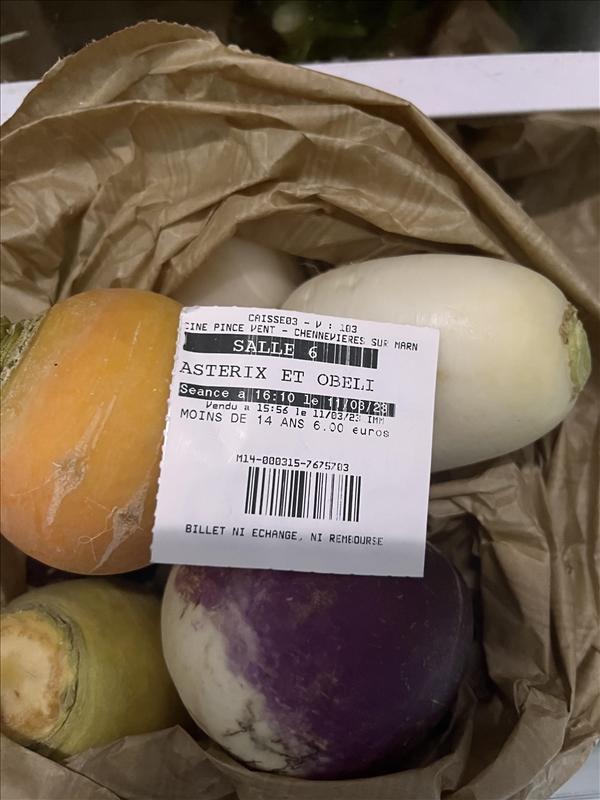 CAISSE03 - V : 103
CINE PINCE VENT - CHENNEVIERES SUR MARN
SALLE 6
ASTERIX ET OBELI
Seance a 16:10 le 11/03/23
Vendu a 15:56 le 11/03/23 IMM
MOINS DE 14 ANS 6.00 euros
M14-000315-7675703
BILLET NI ECHANGE, NI REMBOURSE